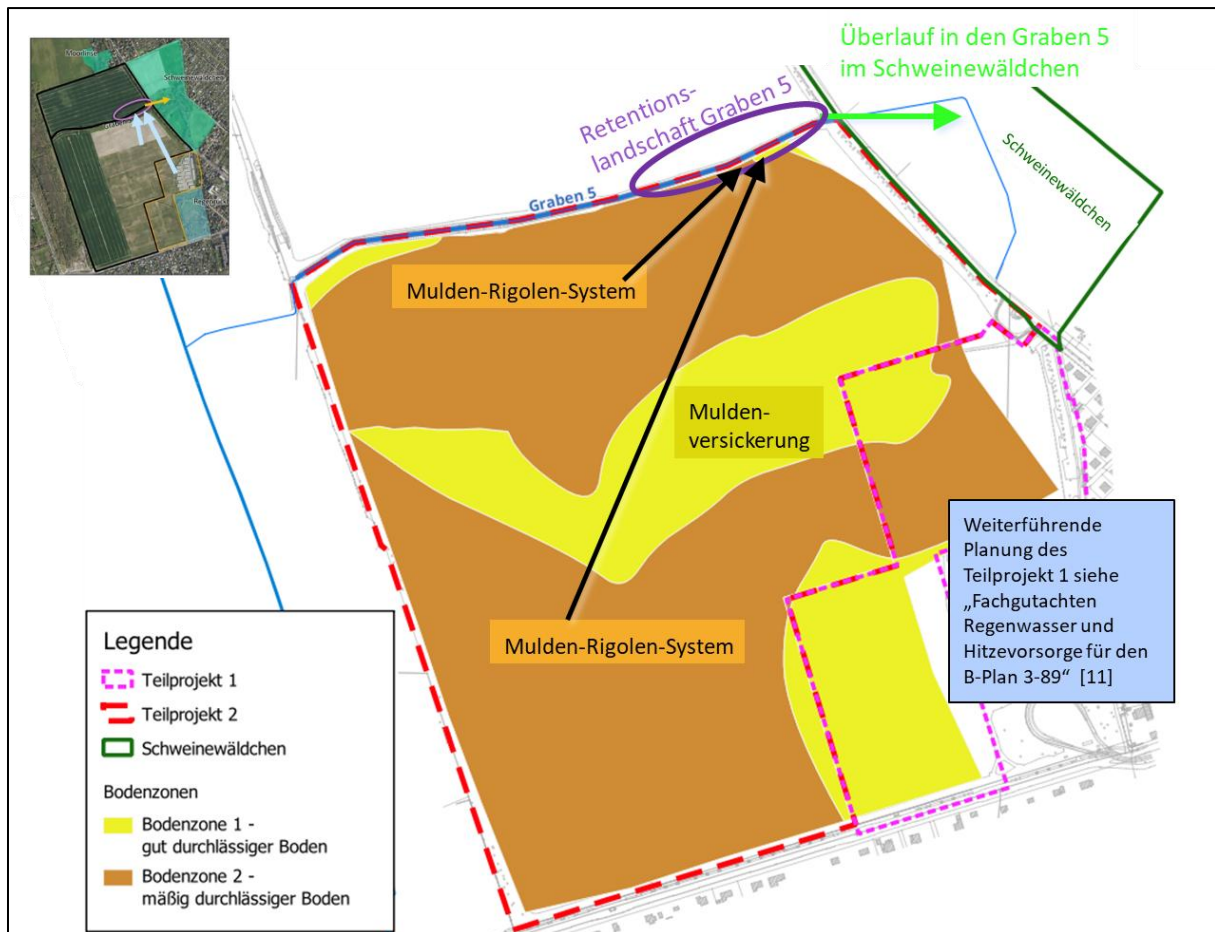 Überlauf in den Graben 5
im Schweinewäldchen
Retentions-
landschaft Graben 5
Schweinewäldchen
Graben 5
Mulden-Rigolen-System
Mulden-
versickerung
Mulden-Rigolen-System
Weiterführende
Planung des
Teilprojekt 1 siehe
„Fachgutachten
Regenwasser und
Hitzevorsorge für den
B-Plan 3-89“ [11]
Legende
Teilprojekt 1
Teilprojekt 2
Schweinewäldchen
Bodenzonen
Bodenzone 1 -
gut durchlässiger Boden
Bodenzone 2 -
mäßig durchlässiger Boden